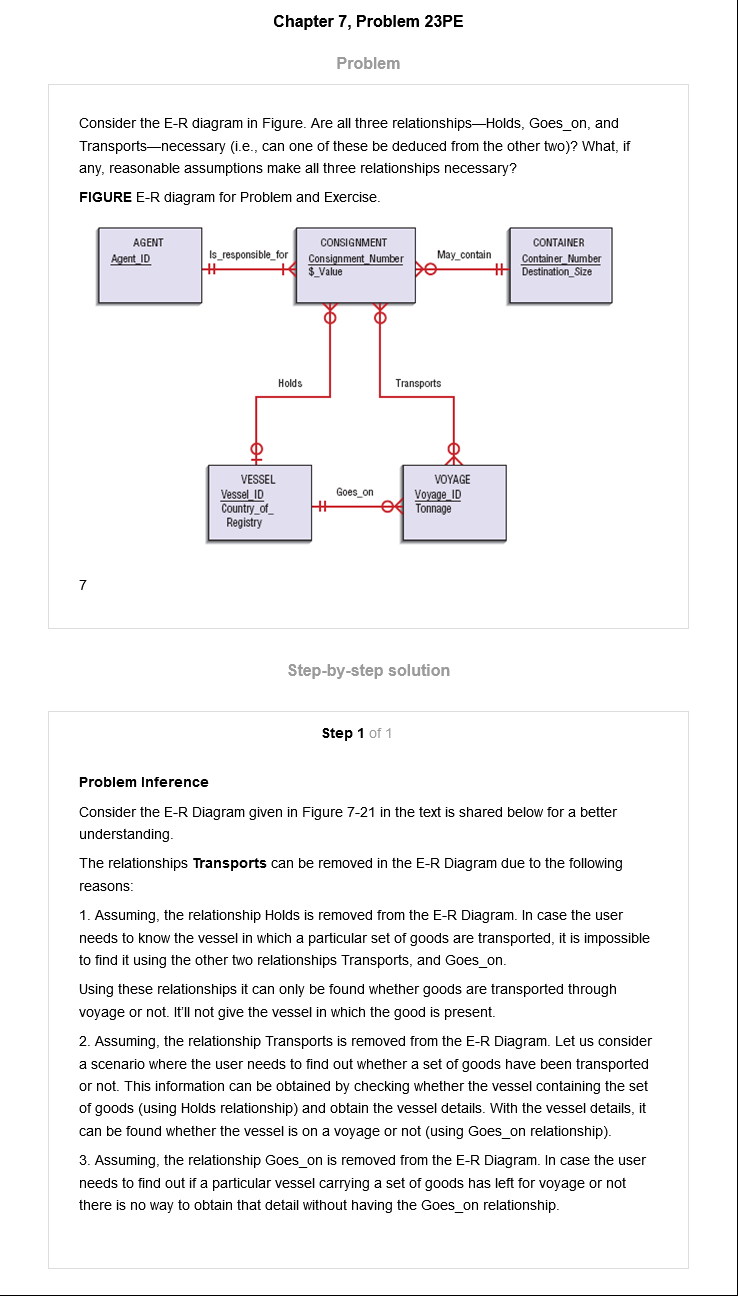 Chapter 7, Problem 23PE
Problem
Consider the E-R diagram in Figure. Are all three relationships—Holds, Goes_on, and
Transports—necessary (i.e., can one of these be deduced from the other two)? What, if
any, reasonable assumptions make all three relationships necessary?
FIGURE E-R diagram for Problem and Exercise.
AGENT
Agent_ID
Is_responsible_for
CONSIGNMENT
Consignment_Number
$_Value
May_contain
CONTAINER
Container_Number
Destination_Size
Holds
Transports
VESSEL
Vessel_ID
Country_of_
Registry
Goes_on
VOYAGE
Voyage_ID
Tonnage
7
Step-by-step solution
Step 1 of 1
Problem Inference
Consider the E-R Diagram given in Figure 7-21 in the text is shared below for a better
understanding.
The relationships Transports can be removed in the E-R Diagram due to the following
reasons:
1. Assuming, the relationship Holds is removed from the E-R Diagram. In case the user
needs to know the vessel in which a particular set of goods are transported, it is impossible
to find it using the other two relationships Transports, and Goes_on.
Using these relationships it can only be found whether goods are transported through
voyage or not. It’ll not give the vessel in which the good is present.
2. Assuming, the relationship Transports is removed from the E-R Diagram. Let us consider
a scenario where the user needs to find out whether a set of goods have been transported
or not. This information can be obtained by checking whether the vessel containing the set
of goods (using Holds relationship) and obtain the vessel details. With the vessel details, it
can be found whether the vessel is on a voyage or not (using Goes_on relationship).
3. Assuming, the relationship Goes_on is removed from the E-R Diagram. In case the user
needs to find out if a particular vessel carrying a set of goods has left for voyage or not
there is no way to obtain that detail without having the Goes_on relationship.